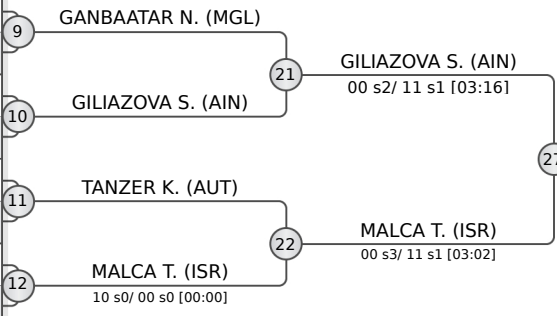 GANBAATAR N. (MGL)
9
GILIAZOVA S. (AIN)
21
00 s2/ 11 s1 [03:16]
GILIAZOVA S. (AIN)
10
27
TANZER K. (AUT)
11
MALCA T. (ISR)
22
00 s3/ 11 s1 [03:02]
MALCA T. (ISR)
12
10 s0/ 00 s0 [00:00]